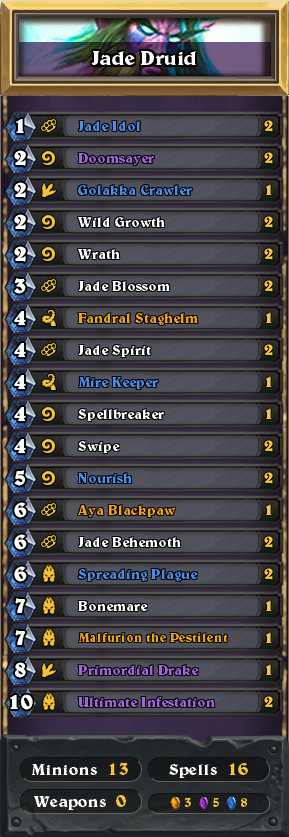 Jade Druid
1 Jade Idol 2
2 Doomsayer 2
2 Golakka Crawler 1
2 Wild Growth 2
2 Wrath 2
3 Jade Blossom 2
4 Fandral Staghelm 1
4 Jade Spirit 2
4 Mire Keeper 1
4 Spellbreaker 1
4 Swipe 2
5 Nourish 2
6 Aya Blackpaw 1
6 Jade Behemoth 2
6 Spreading Plague 2
7 Bonemare 1
7 Malfurion the Pestilent 1
8 Primordial Drake 1
10 Ultimate Infestation 2
Minions 13 Spells 16
Weapons 0 3 5 8